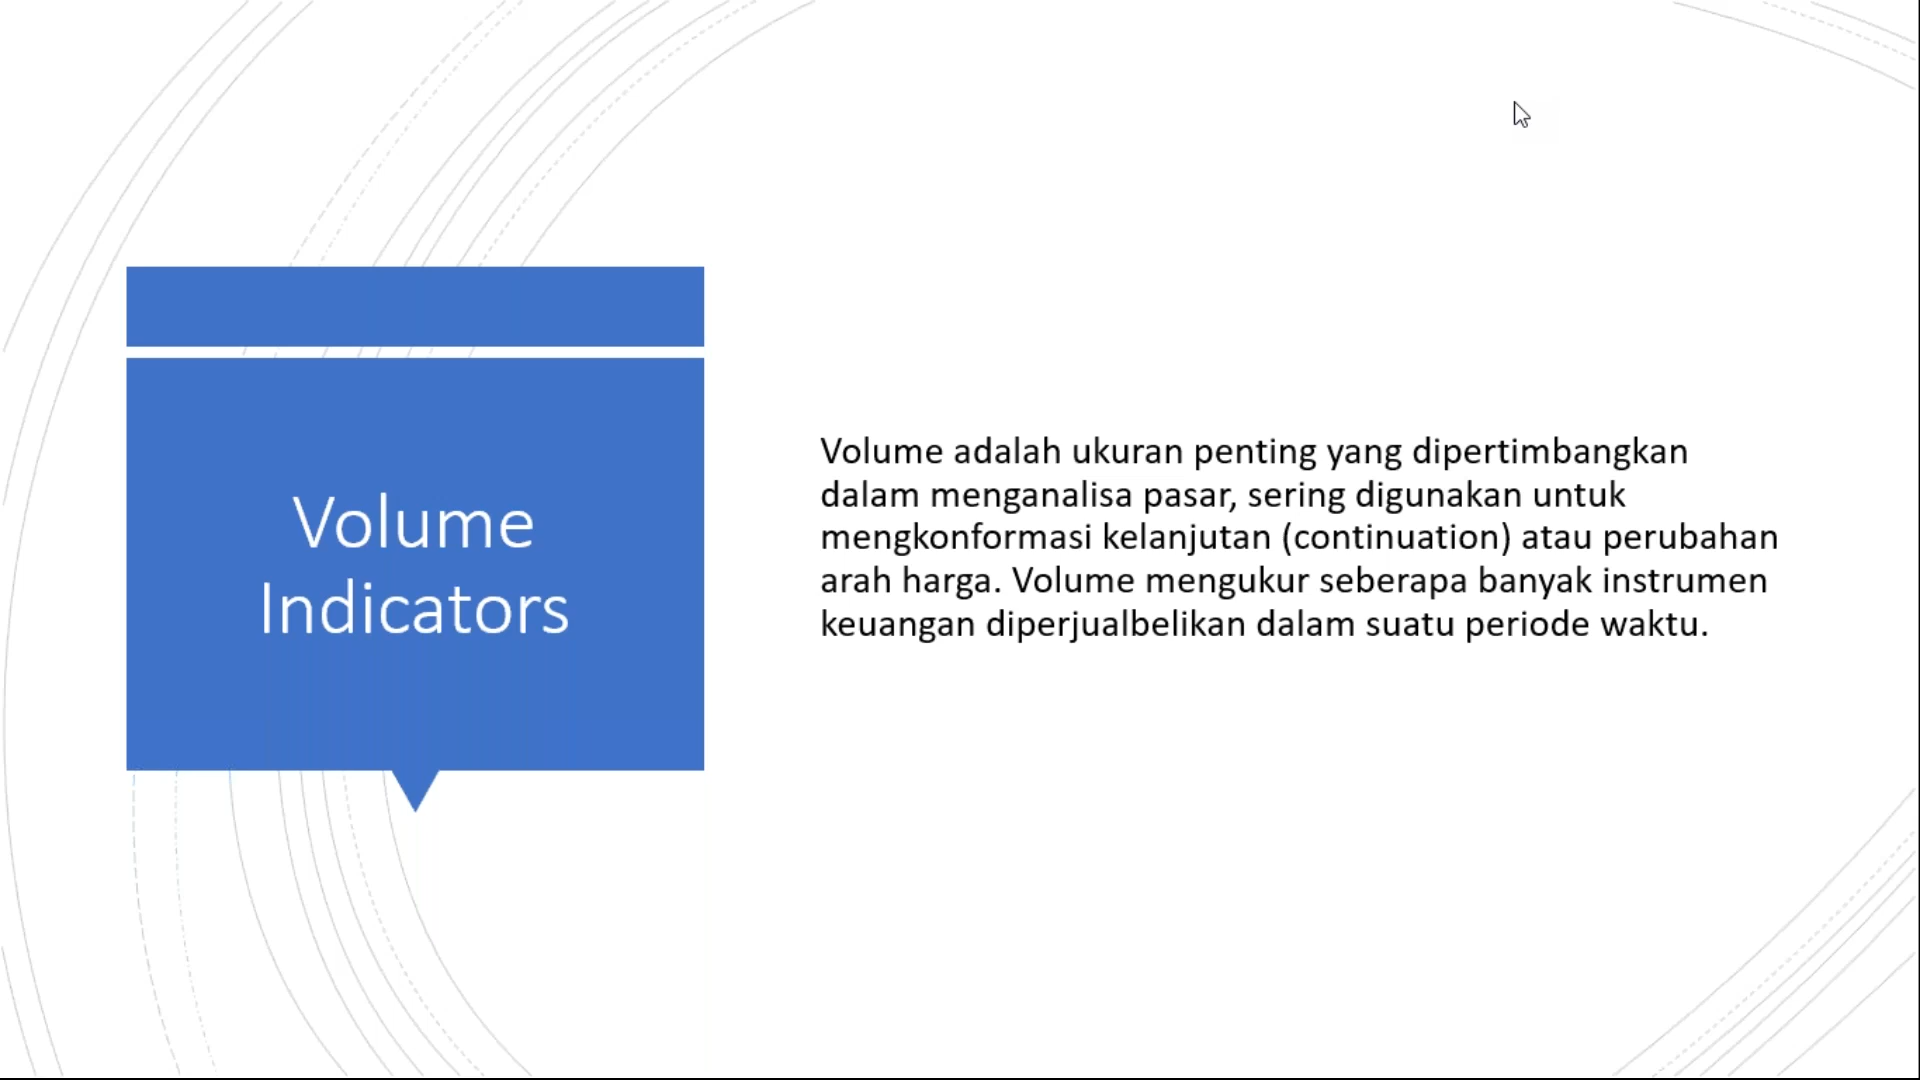 Volume
Indicators
Volume adalah ukuran penting yang dipertimbangkan
dalam menganalisa pasar, sering digunakan untuk
mengkonformasi kelanjutan (continuation) atau perubahan
arah harga. Volume mengukur seberapa banyak instrumen
keuangan diperjualbelikan dalam suatu periode waktu.